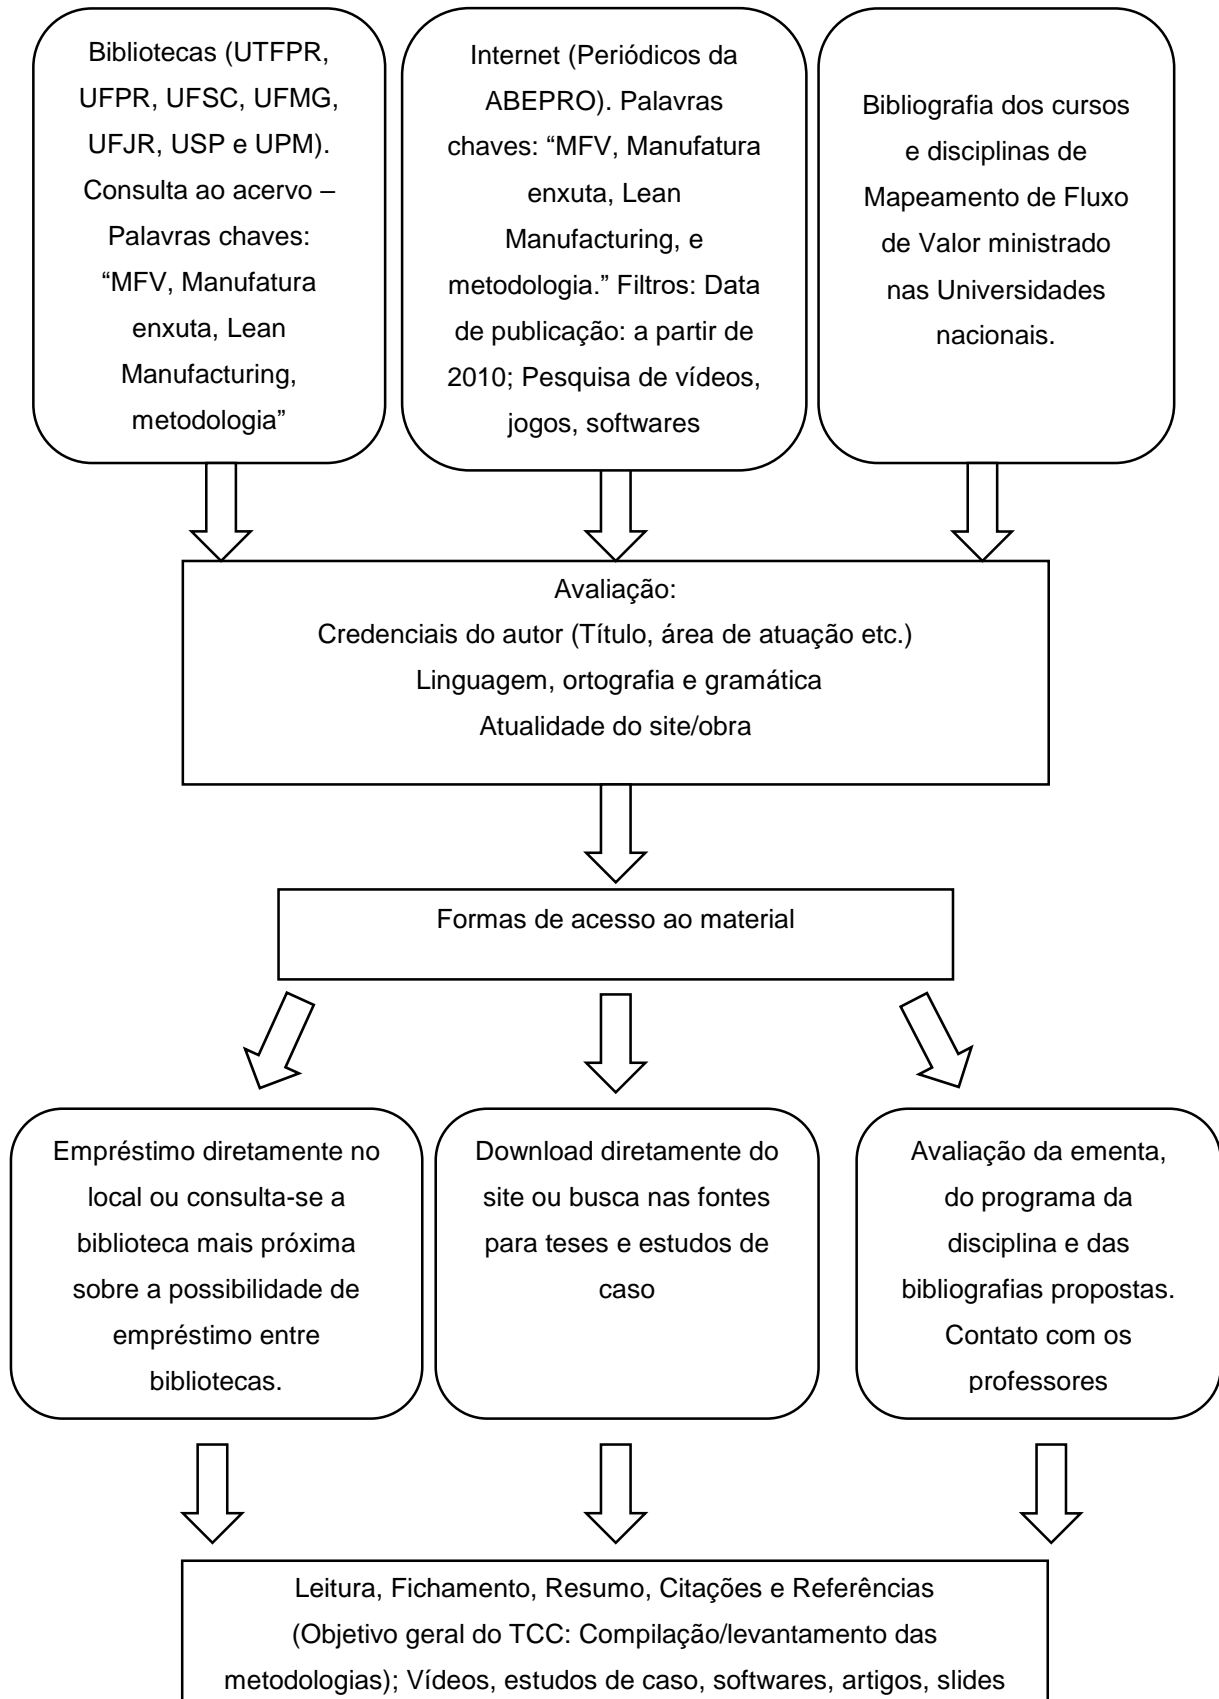 Bibliotecas (UTFPR,
UFPR, UFSC, UFMG,
UFJR, USP e UPM).
Consulta ao acervo –
Palavras chaves:
“MFV, Manufatura
enxuta, Lean
Manufacturing,
metodologia”
Internet (Periódicos da
ABEPRO). Palavras
chaves: “MFV, Manufatura
enxuta, Lean
Manufacturing, e
metodologia.” Filtros: Data
de publicação: a partir de
2010; Pesquisa de vídeos,
jogos, softwares
Bibliografia dos cursos
e disciplinas de
Mapeamento de Fluxo
de Valor ministrado
nas Universidades
nacionais.
Avaliação:
Credenciais do autor (Título, área de atuação etc.)
Linguagem, ortografia e gramática
Atualidade do site/obra
Formas de acesso ao material
Empréstimo diretamente no
local ou consulta-se a
biblioteca mais próxima
sobre a possibilidade de
empréstimo entre
bibliotecas.
Download diretamente do
site ou busca nas fontes
para teses e estudos de
caso
Avaliação da ementa,
do programa da
disciplina e das
bibliografias propostas.
Contato com os
professores
Leitura, Fichamento, Resumo, Citações e Referências
(Objetivo geral do TCC: Compilação/levantamento das
metodologias); Vídeos, estudos de caso, softwares, artigos, slides